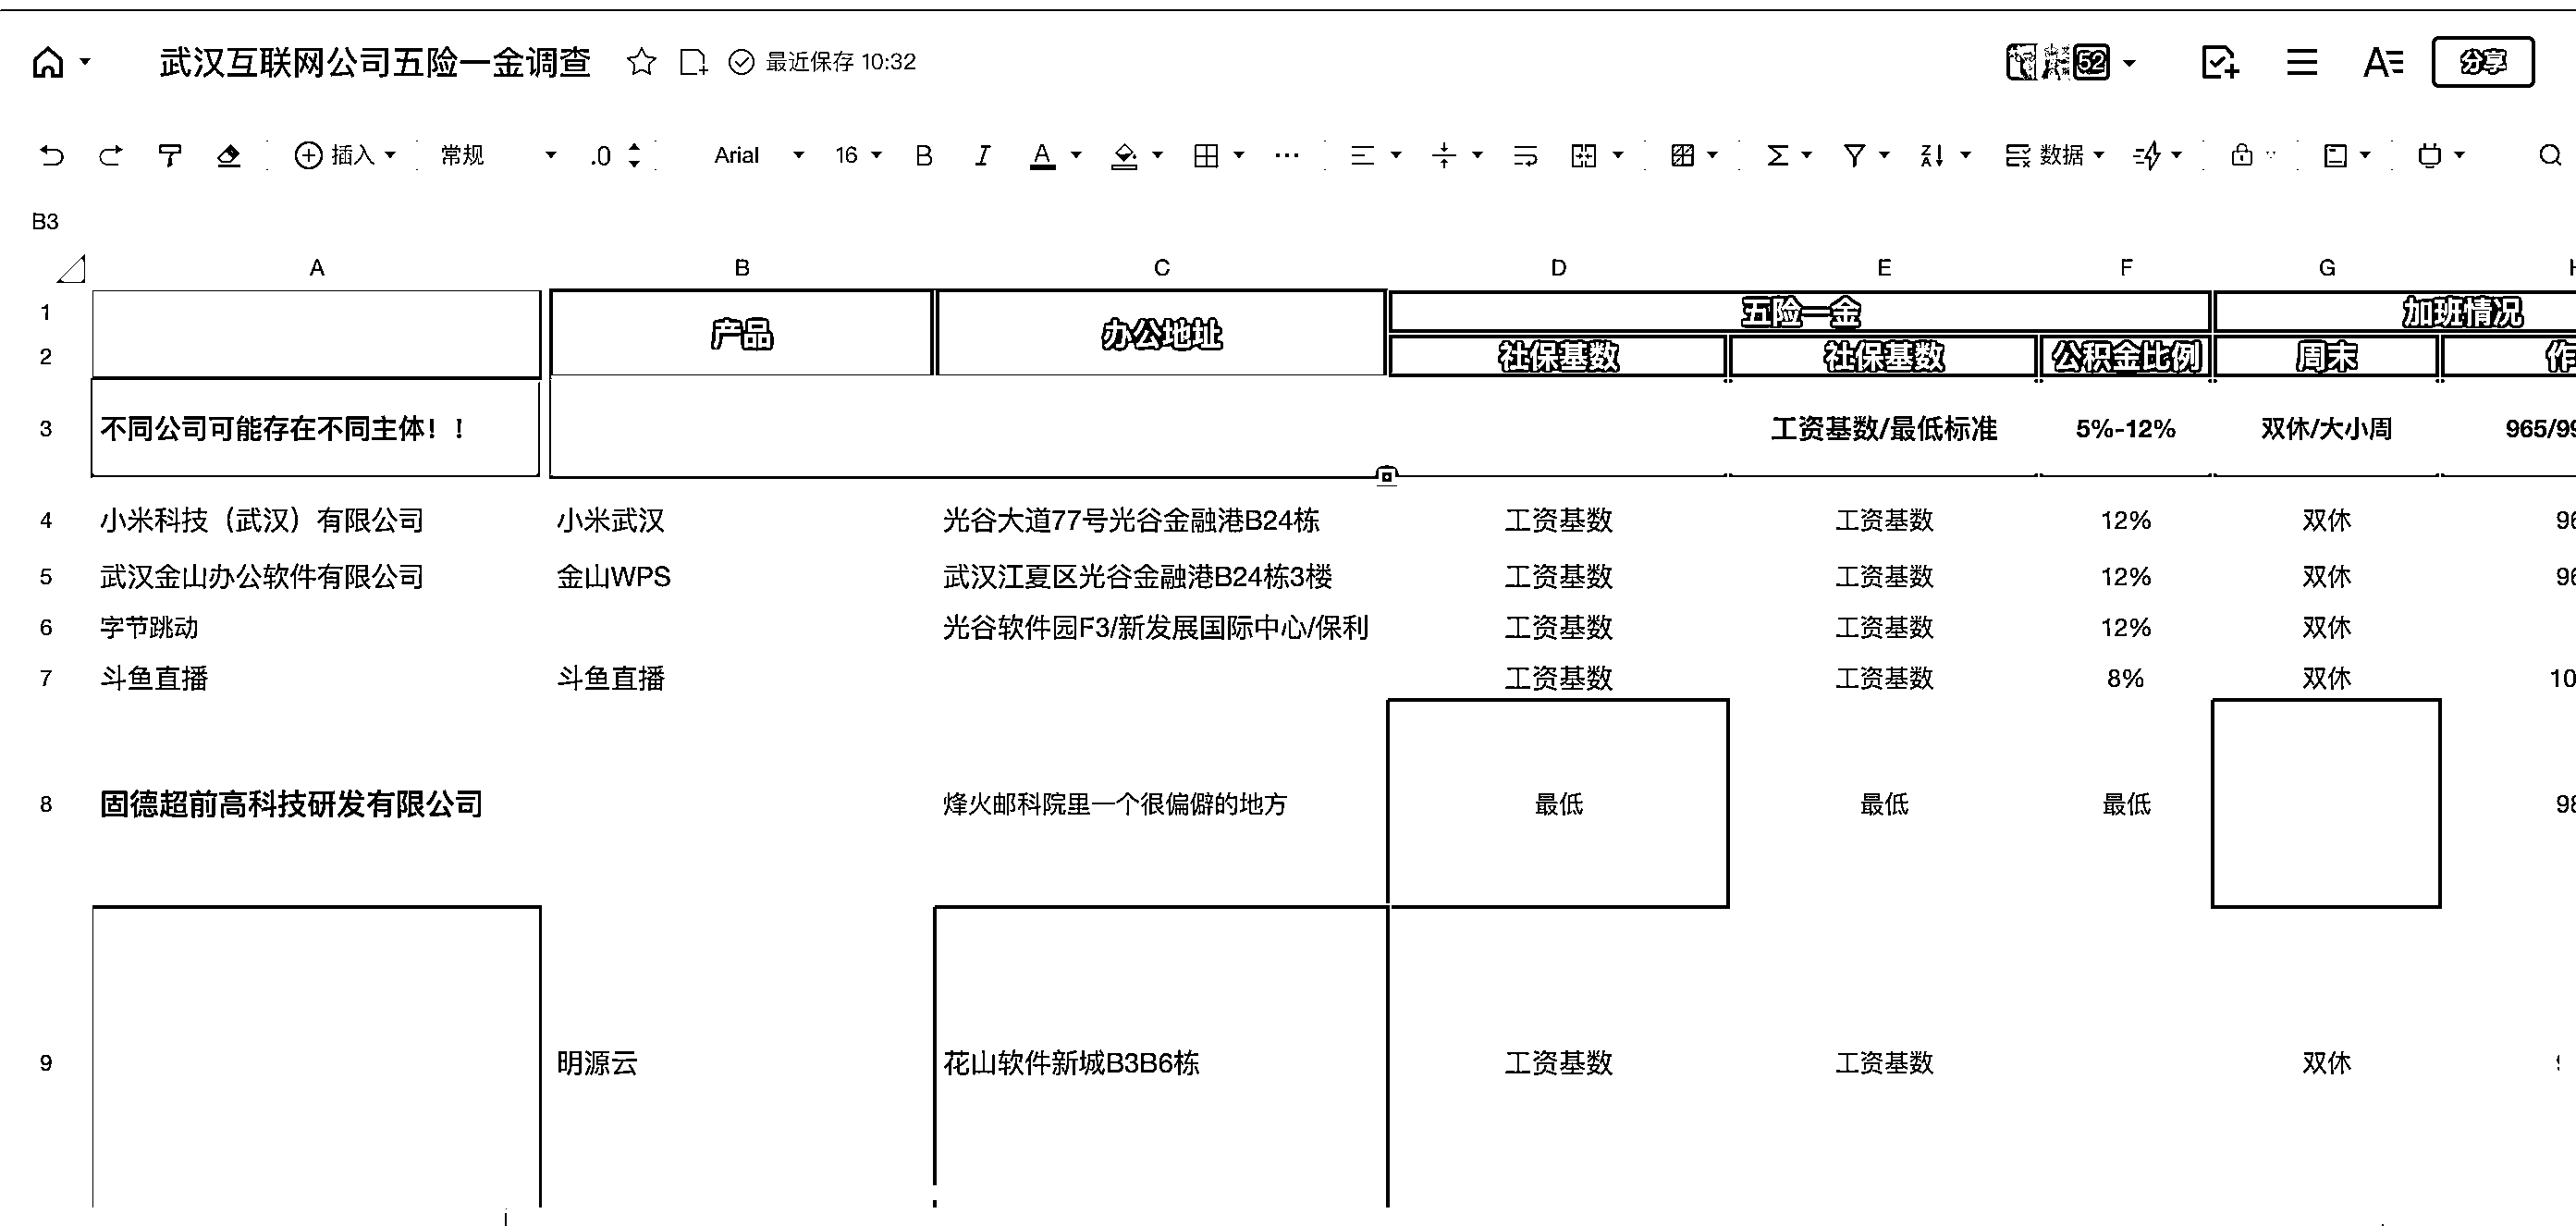 武汉互联网公司五险一金调查 最近保存 10:32 52 分享
插入 常规 .0 Arial 16 B I A 数据
B3
A B C D E F G
1 五险一金 加班情况
产品 办公地址
2 社保基数 社保基数 公积金比例 周末 作
3 不同公司可能存在不同主体！！ 工资基数/最低标准 5%-12% 双休/大小周 965/99
4 小米科技（武汉）有限公司 小米武汉 光谷大道77号光谷金融港B24栋 工资基数 工资基数 12% 双休 96
5 武汉金山办公软件有限公司 金山WPS 武汉江夏区光谷金融港B24栋3楼 工资基数 工资基数 12% 双休 96
6 字节跳动 光谷软件园F3/新发展国际中心/保利 工资基数 工资基数 12% 双休
7 斗鱼直播 斗鱼直播 工资基数 工资基数 8% 双休 10
8 固德超前高科技研发有限公司 烽火邮科院里一个很偏僻的地方 最低 最低 最低 98
9 明源云 花山软件新城B3B6栋 工资基数 工资基数 双休